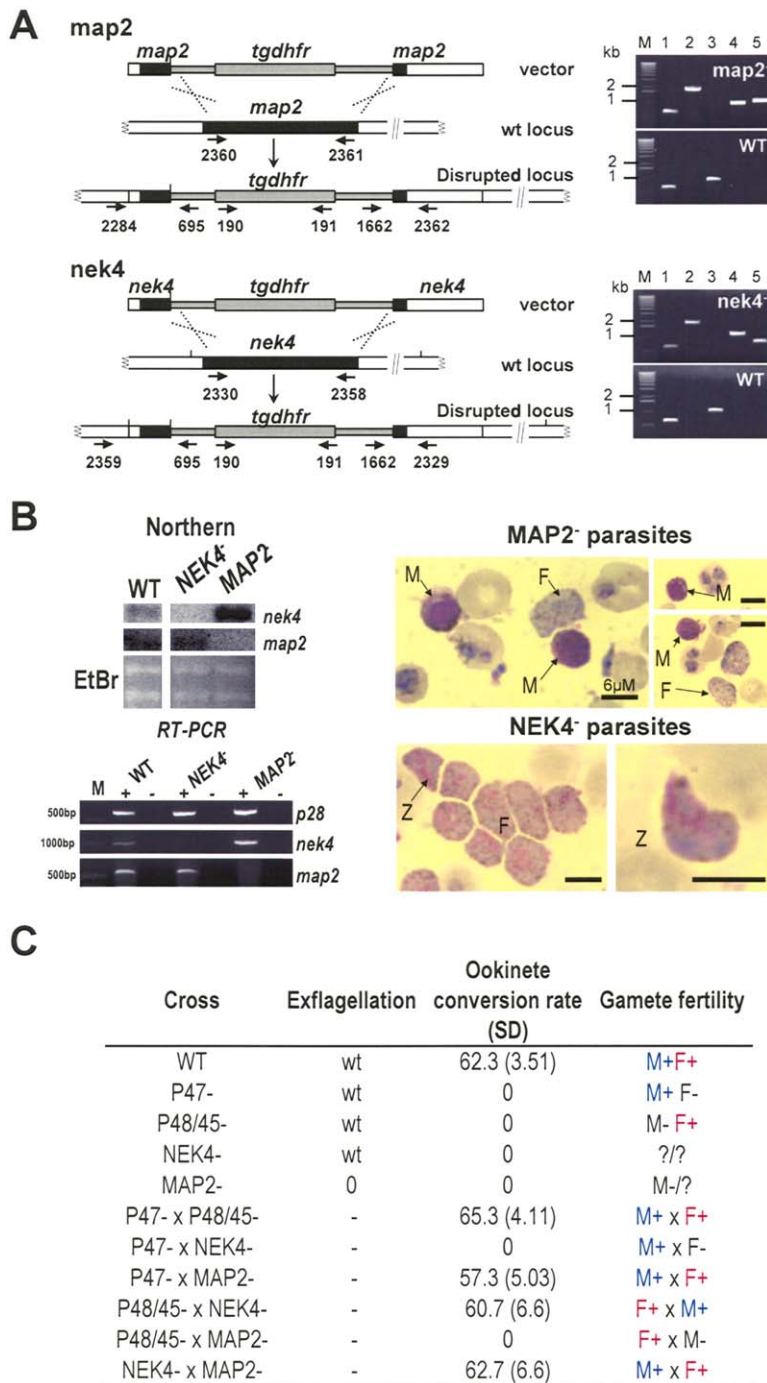 A
map2
map2 tgdhfr map2
vector
map2
wt locus
2360 2361
tgdhfr
Disrupted locus
2284 695 190 191 1662 2362
M 1 2 3 4 5
kb
map2-
2
1
WT
2
1
nek4
nek4 tgdhfr nek4
vector
nek4
wt locus
2330 2358
tgdhfr
Disrupted locus
2359 695 190 191 1662 2329
M 1 2 3 4 5
kb
nek4-
2
1
WT
2
1
B
Northern
WT NEK4- MAP2-
nek4
map2
EtBr
RT-PCR
M WT NEK4- MAP2-
+ - + - + -
500bp p28
1000bp nek4
500bp map2
MAP2- parasites
M
F
M
6µM
M
M
F
NEK4- parasites
Z
F
Z
C
Cross Exflagellation Ookinete conversion rate (SD) Gamete fertility
WT wt 62.3 (3.51) M+F+
P47- wt 0 M+ F-
P48/45- wt 0 M- F+
NEK4- wt 0 ?/?
MAP2- 0 0 M-/?
P47- x P48/45- - 65.3 (4.11) M+ x F+
P47- x NEK4- - 0 M+ x F-
P47- x MAP2- - 57.3 (5.03) M+ x F+
P48/45- x NEK4- - 60.7 (6.6) F+ x M+
P48/45- x MAP2- - 0 F+ x M-
NEK4- x MAP2- - 62.7 (6.6) M+ x F+